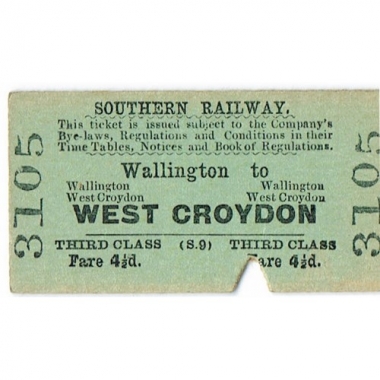 SOUTHERN RAILWAY.
This ticket is issued subject to the Company's
Bye-laws, Regulations and Conditions in their
Time Tables, Notices and Book of Regulations.
Wallington to
Wallington Wallington
West Croydon West Croydon
WEST CROYDON
THIRD CLASS (S.9) THIRD CLASS
Fare 4½d. are 4½d.
3105
3105